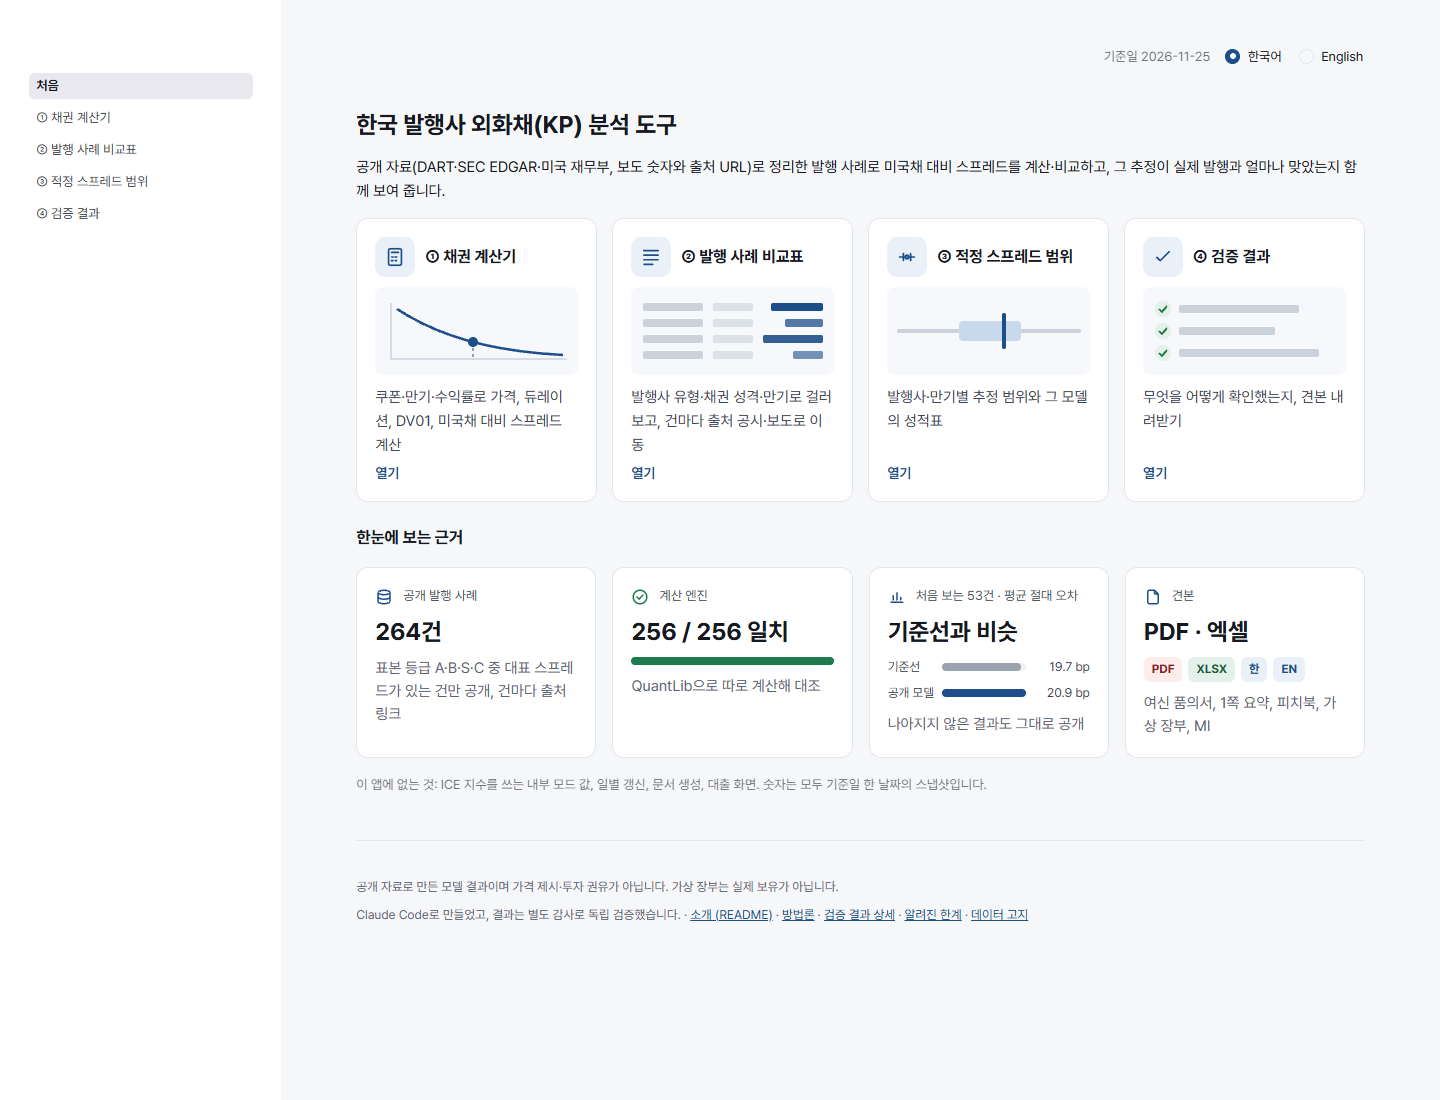 처음
① 채권 계산기
② 발행 사례 비교표
③ 적정 스프레드 범위
④ 검증 결과
기준일 2026-11-25 한국어 English
한국 발행사 외화채(KP) 분석 도구
공개 자료(DART·SEC EDGAR·미국 재무부, 보도 숫자와 출처 URL)로 정리한 발행 사례로 미국채 대비 스프레드를 계산·비교하고, 그 추정이 실제 발행과 얼마나 맞았는지 함
께 보여 줍니다.
① 채권 계산기
쿠폰·만기·수익률로 가격, 듀레이
션, DV01, 미국채 대비 스프레드
계산
열기
② 발행 사례 비교표
발행사 유형·채권 성격·만기로 걸러
보고, 건마다 출처 공시·보도로 이
동
열기
③ 적정 스프레드 범위
발행사·만기별 추정 범위와 그 모델
의 성적표
열기
④ 검증 결과
무엇을 어떻게 확인했는지, 견본 내
려받기
열기
한눈에 보는 근거
공개 발행 사례
264건
표본 등급 A·B·S·C 중 대표 스프레
드가 있는 건만 공개, 건마다 출처
링크
계산 엔진
256 / 256 일치
QuantLib으로 따로 계산해 대조
처음 보는 53건 · 평균 절대 오차
기준선과 비슷
기준선 19.7 bp
공개 모델 20.9 bp
나아지지 않은 결과도 그대로 공개
견본
PDF · 엑셀
PDF XLSX 한 EN
여신 품의서, 1쪽 요약, 피치북, 가
상 장부, MI
이 앱에 없는 것: ICE 지수를 쓰는 내부 모드 값, 일별 갱신, 문서 생성, 대출 화면. 숫자는 모두 기준일 한 날짜의 스냅샷입니다.
공개 자료로 만든 모델 결과이며 가격 제시·투자 권유가 아닙니다. 가상 장부는 실제 보유가 아닙니다.
Claude Code로 만들었고, 결과는 별도 감사로 독립 검증했습니다. · 소개 (README) · 방법론 · 검증 결과 상세 · 알려진 한계 · 데이터 고지